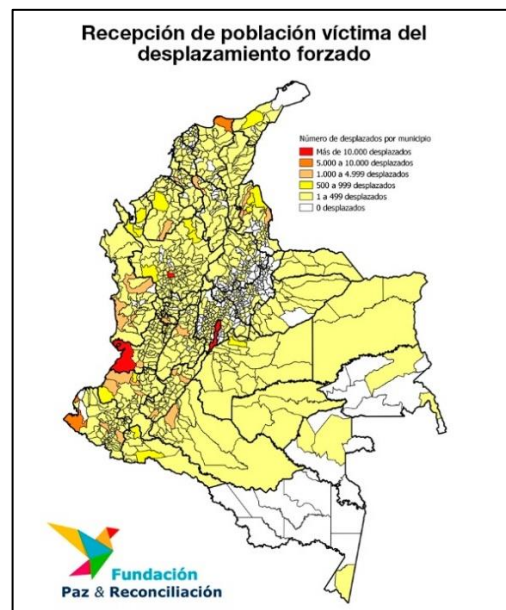 Recepción de población víctima del
desplazamiento forzado
Número de desplazados por municipio
Más de 10.000 desplazados
5.000 a 10.000 desplazados
1.000 a 4.999 desplazados
500 a 999 desplazados
1 a 499 desplazados
0 desplazados
Fundación
Paz & Reconciliación